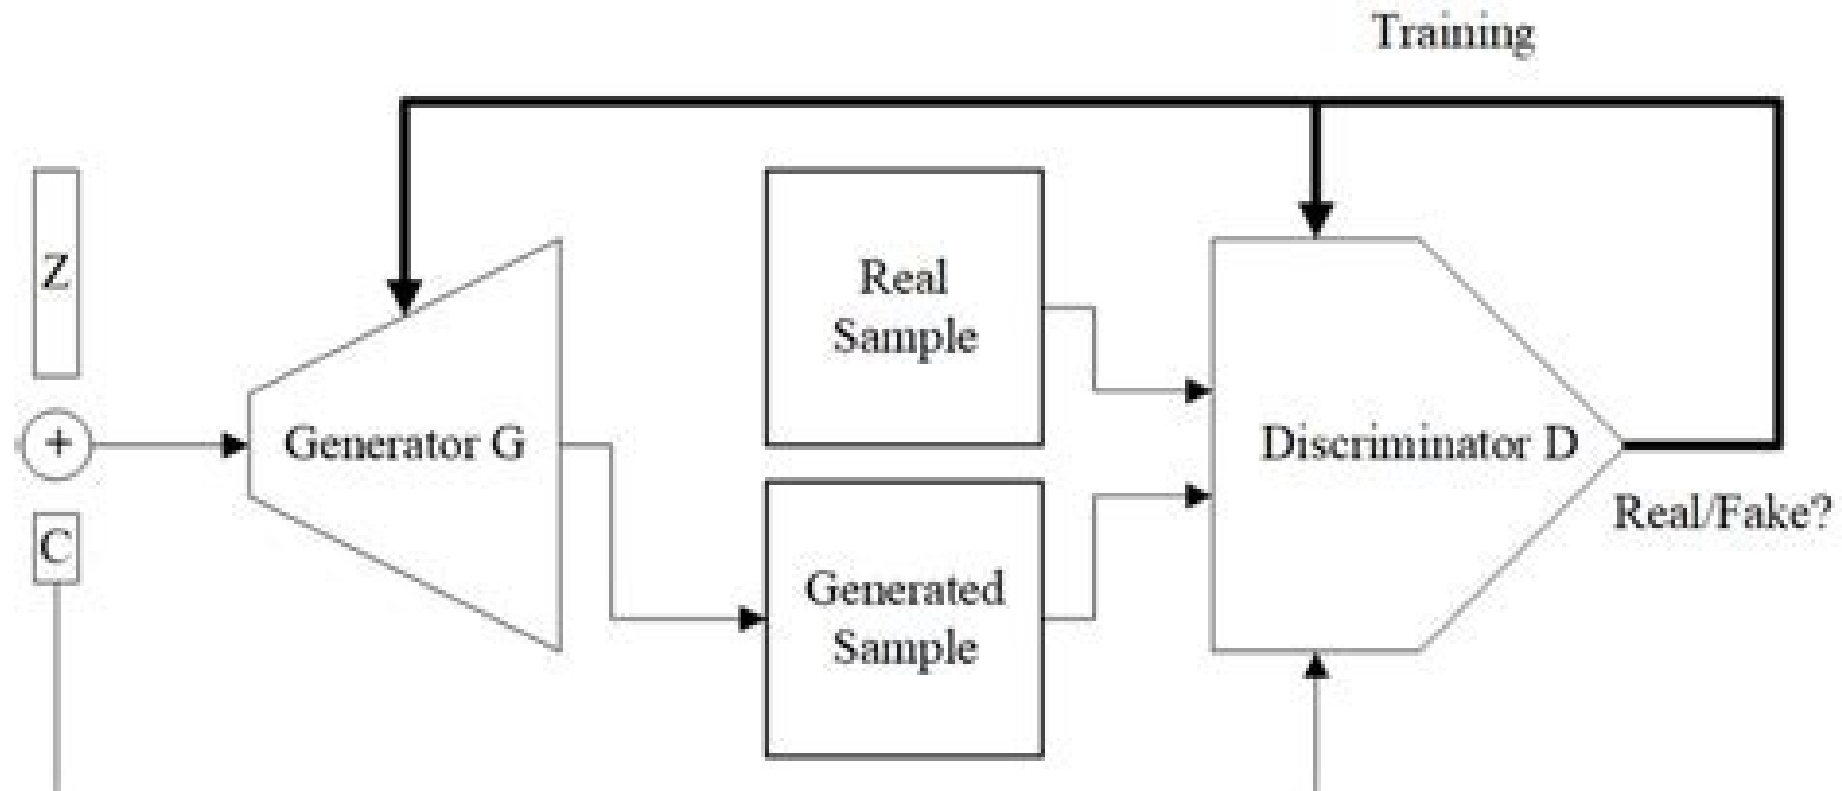 Training
Z
+
C
Generator G
Real
Sample
Generated
Sample
Discriminator D
Real/Fake?